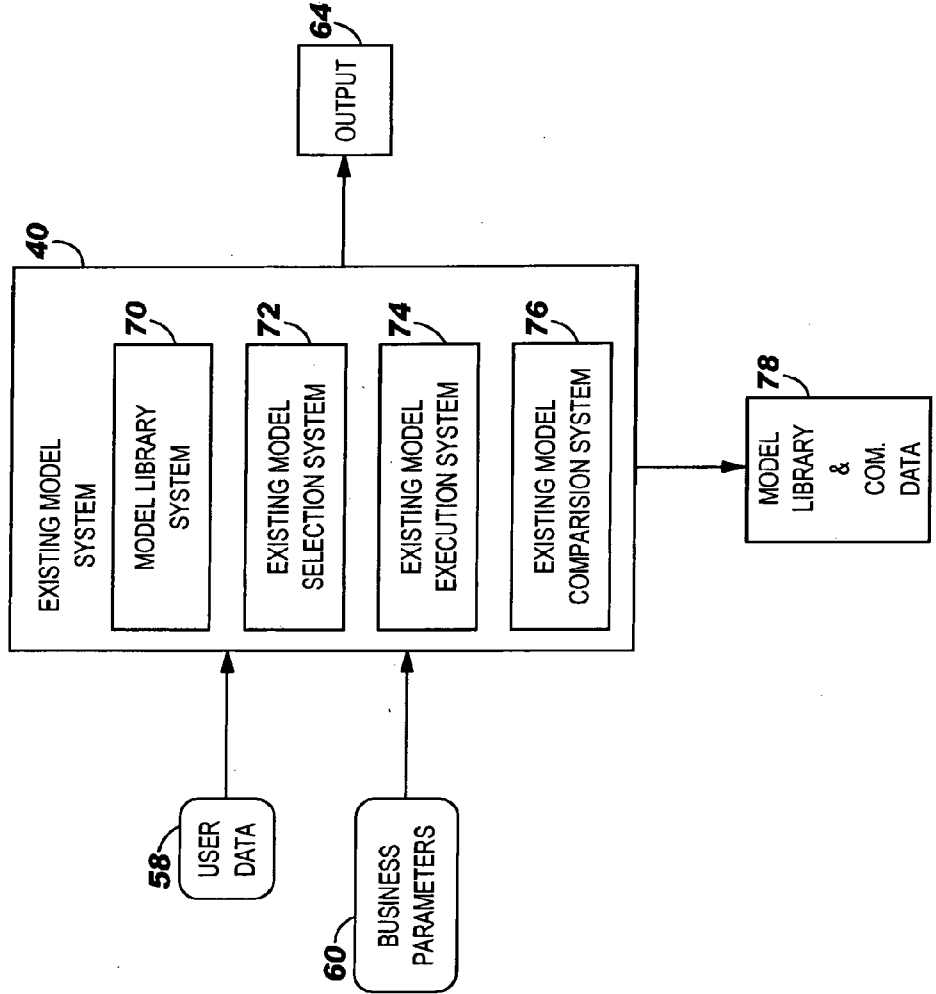 40
EXISTING MODEL
SYSTEM
70
MODEL LIBRARY
SYSTEM
72
EXISTING MODEL
SELECTION SYSTEM
74
EXISTING MODEL
EXECUTION SYSTEM
76
EXISTING MODEL
COMPARISION SYSTEM
58
USER
DATA
60
BUSINESS
PARAMETERS
64
OUTPUT
78
MODEL
LIBRARY
&
COM.
DATA